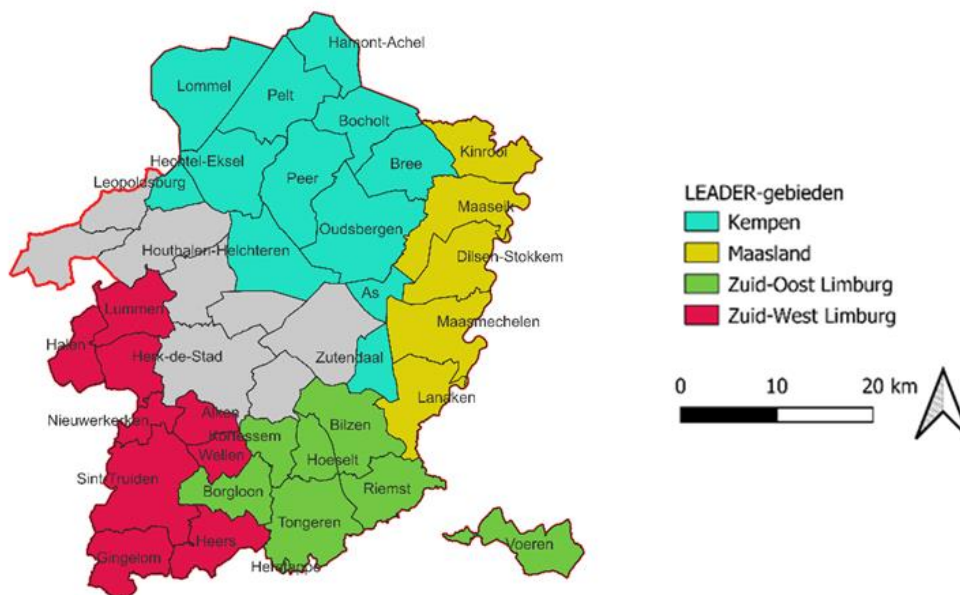 Hamont-Achel
Lommel
Pelt
Bocholt
Kinrooi
Hechtel-Eksel
Bree
Peer
Leopoldsburg
Maaseik
Oudsbergen
Houthalen-Helchteren
Dilsen-Stokkem
As
Lummen
Maasmechelen
Halen
Herk-de-Stad
Zutendaal
Lanaken
Nieuwerkerken
Alken
Bilzen
Kortessem
Wellen
Hoeselt
Sint-Truiden
Borgloon
Riemst
Tongeren
Voeren
Heers
Gingelom
Herstappe
LEADER-gebieden
Kempen
Maasland
Zuid-Oost Limburg
Zuid-West Limburg
0 10 20 km